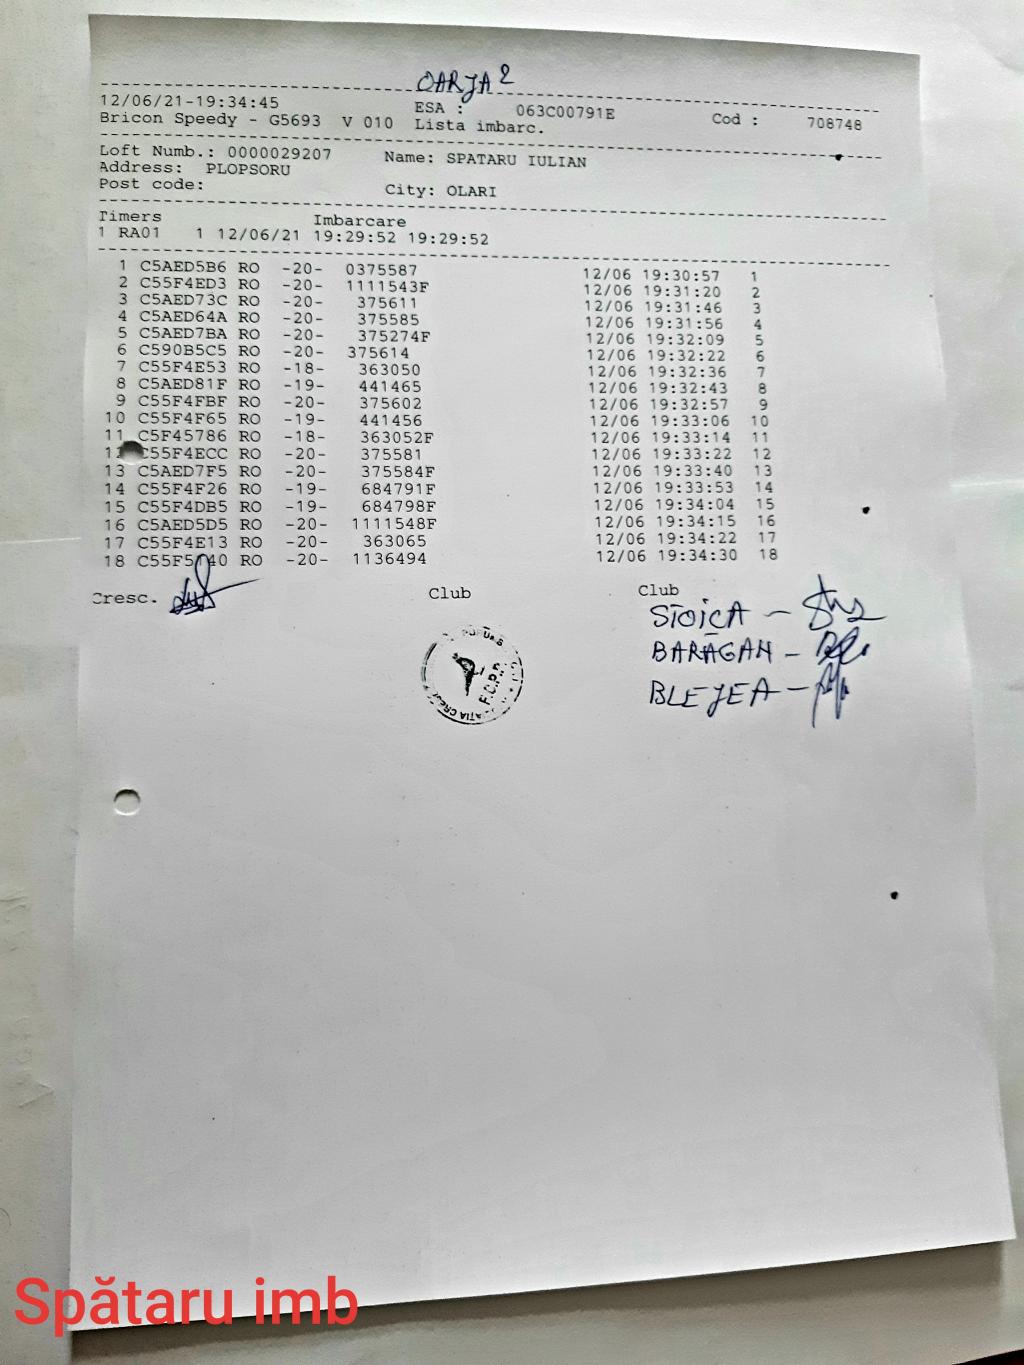 OARJA 2
12/06/21-19:34:45 ESA : 063C00791E Cod : 708748
Bricon Speedy - G5693 V 010 Lista imbarc.
Loft Numb.: 0000029207 Name: SPATARU IULIAN
Address: PLOPSORU
Post code: City: OLARI
Timers Imbarcare
1 RA01 1 12/06/21 19:29:52 19:29:52
1 C5AED5B6 RO -20- 0375587 12/06 19:30:57 1
2 C55F4ED3 RO -20- 1111543F 12/06 19:31:20 2
3 C5AED73C RO -20- 375611 12/06 19:31:46 3
4 C5AED64A RO -20- 375585 12/06 19:31:56 4
5 C5AED7BA RO -20- 375274F 12/06 19:32:09 5
6 C590B5C5 RO -20- 375614 12/06 19:32:22 6
7 C55F4E53 RO -18- 363050 12/06 19:32:36 7
8 C5AED81F RO -19- 441465 12/06 19:32:43 8
9 C55F4FBF RO -20- 375602 12/06 19:32:57 9
10 C55F4F65 RO -19- 441456 12/06 19:33:06 10
11 C5F45786 RO -18- 363052F 12/06 19:33:14 11
12 C55F4ECC RO -20- 375581 12/06 19:33:22 12
13 C5AED7F5 RO -20- 375584F 12/06 19:33:40 13
14 C55F4F26 RO -19- 684791F 12/06 19:33:53 14
15 C55F4DB5 RO -19- 684798F 12/06 19:34:04 15
16 C5AED5D5 RO -20- 1111548F 12/06 19:34:15 16
17 C55F4E13 RO -20- 363065 12/06 19:34:22 17
18 RO -20- 1136494 12/06 19:34:30 18
Cresc. Club Club
STOICA -
BARĂGAN -
BLEJEA -
F.C.P.R.
Spătaru imb